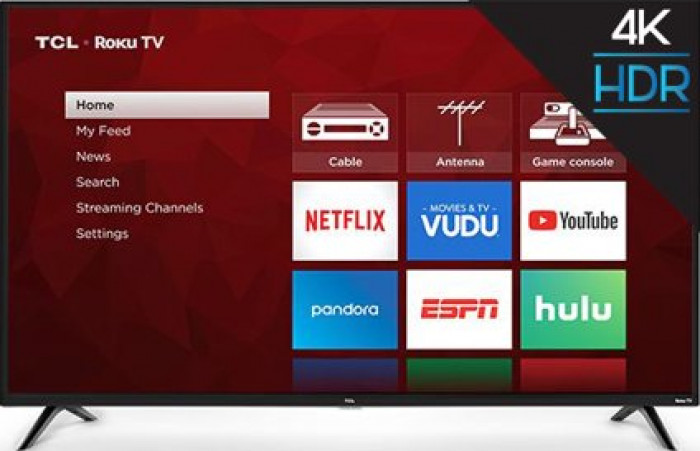 TCL • Roku TV
4K
HDR
Home
My Feed
News
Search
Streaming Channels
Settings
Cable
Antenna
Game console
NETFLIX
MOVIES & TV
VUDU
YouTube
pandora
ESPN
hulu
TCL
Roku TV